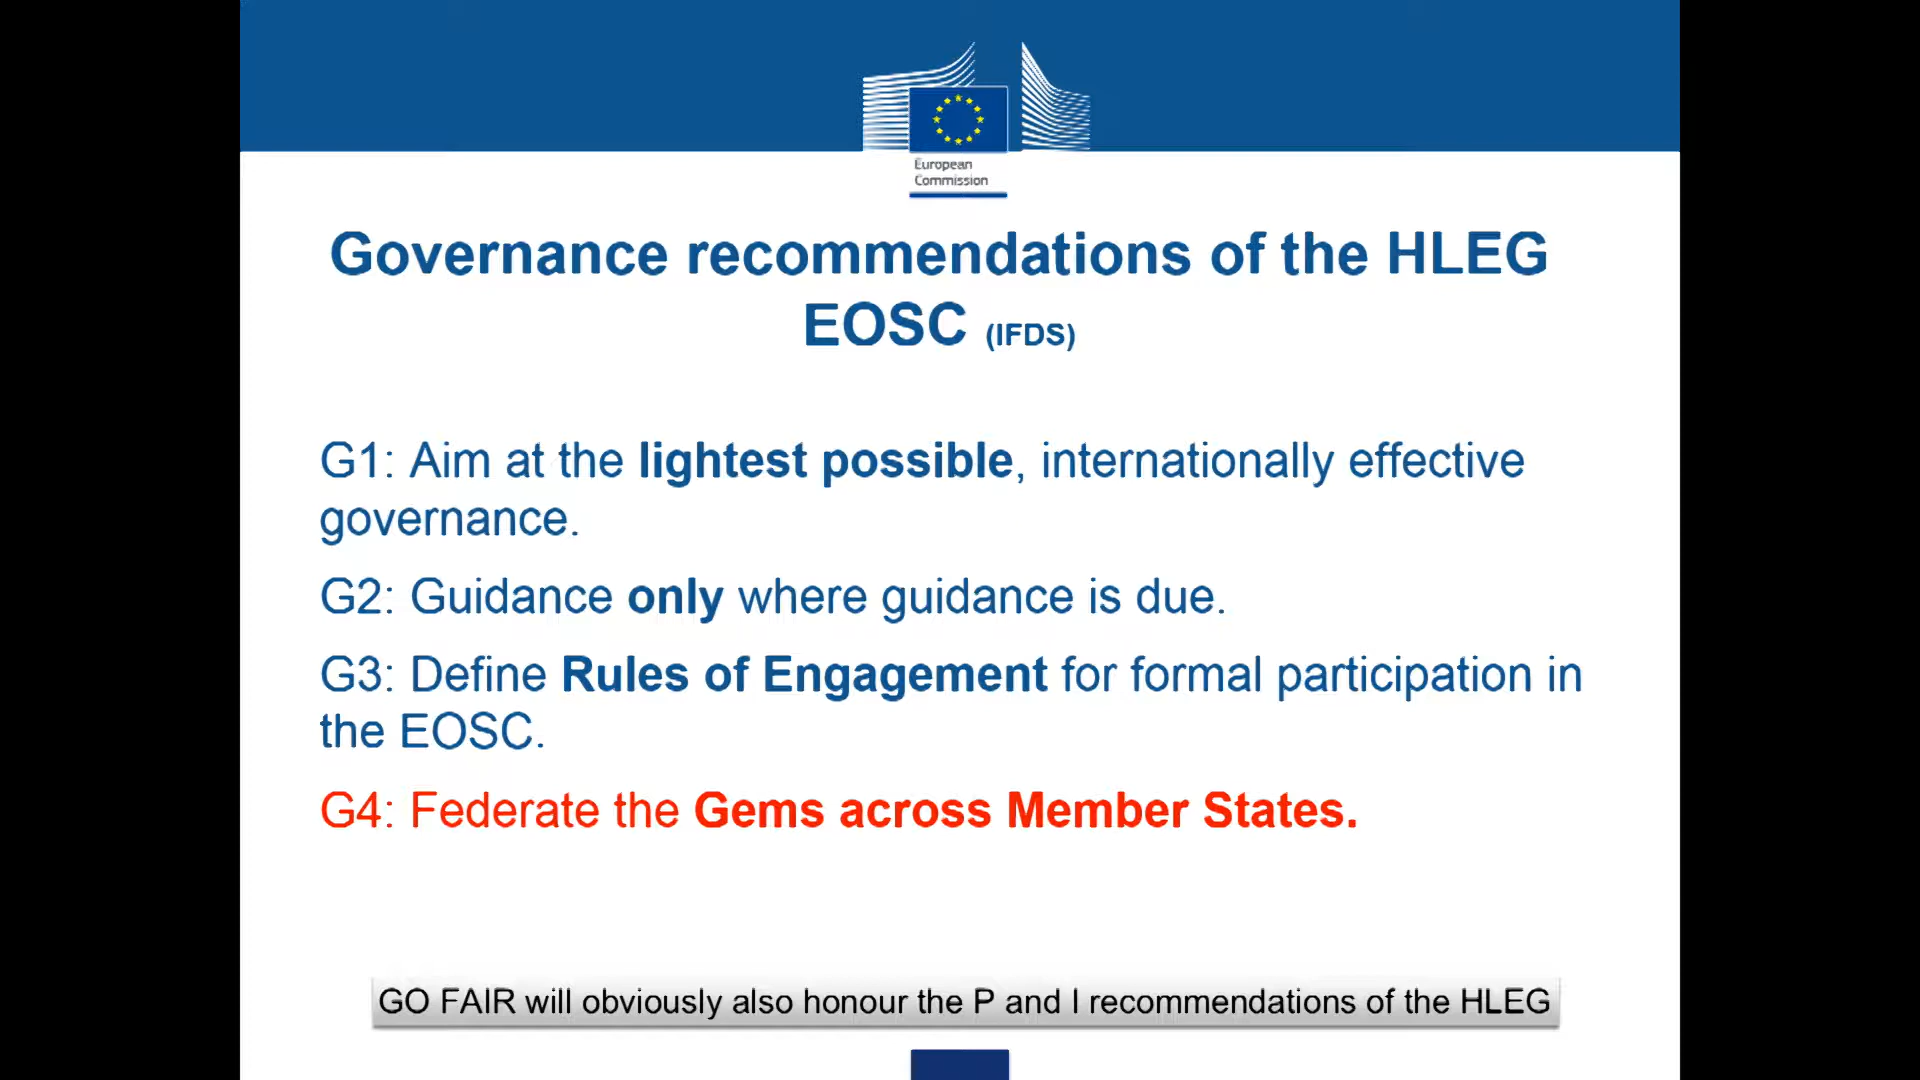 European
Commission
Governance recommendations of the HLEG
EOSC (IFDS)
G1: Aim at the lightest possible, internationally effective
governance.
G2: Guidance only where guidance is due.
G3: Define Rules of Engagement for formal participation in
the EOSC.
G4: Federate the Gems across Member States.
GO FAIR will obviously also honour the P and I recommendations of the HLEG